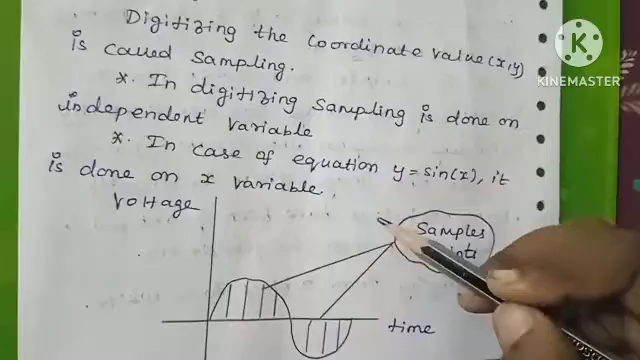 Digitizing the coordinate value(x,y)
is called sampling.
*. In digitizing sampling is done on
independent variable
*. In case of equation y = sin(x), it
is done on x variable.
voltage
Samples
time
KINEMASTER